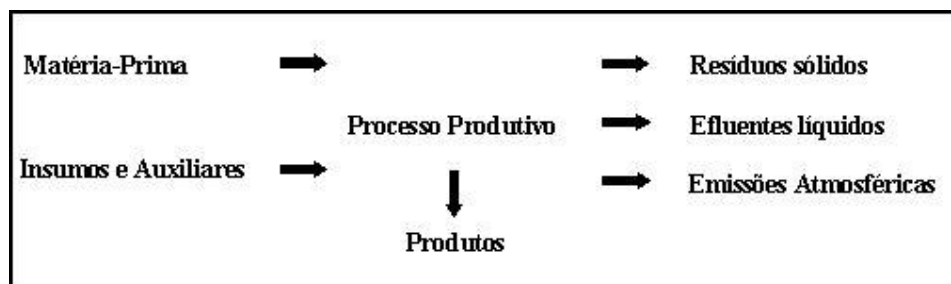 Matéria-Prima
Resíduos sólidos
Processo Produtivo
Efluentes líquidos
Insumos e Auxiliares
Emissões Atmosféricas
Produtos